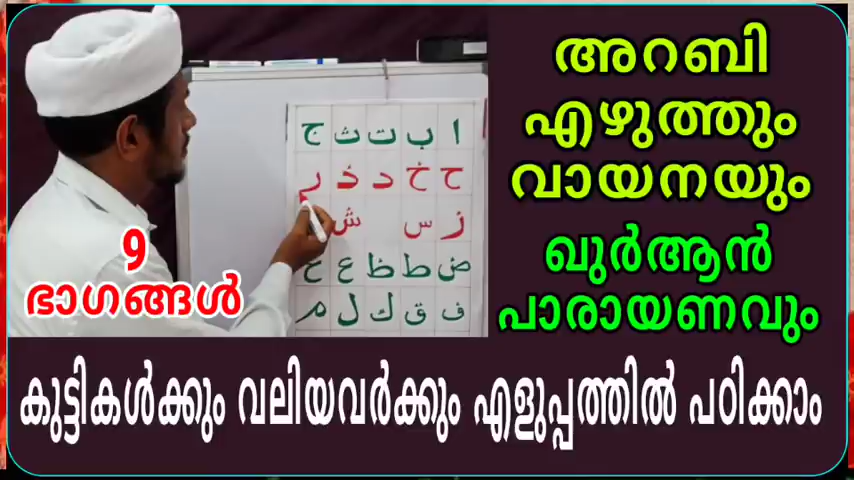 അറബി
എഴുത്തും
വായനയും
ഖുർആൻ
പാരായണവും
9
ഭാഗങ്ങൾ
ا ب ت ث ج
ح خ د ذ ر
ز س ش
ض ط ظ ع غ
ف ق ك ل م
കുട്ടികൾക്കും വലിയവർക്കും എളുപ്പത്തിൽ പഠിക്കാം